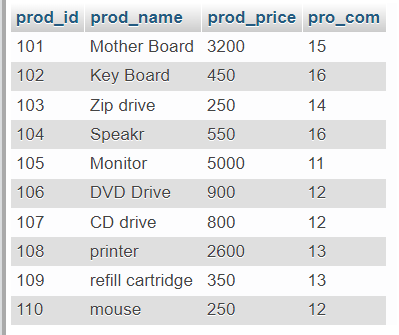 prod_id prod_name prod_price pro_com
101 Mother Board 3200 15
102 Key Board 450 16
103 Zip drive 250 14
104 Speakr 550 16
105 Monitor 5000 11
106 DVD Drive 900 12
107 CD drive 800 12
108 printer 2600 13
109 refill cartridge 350 13
110 mouse 250 12